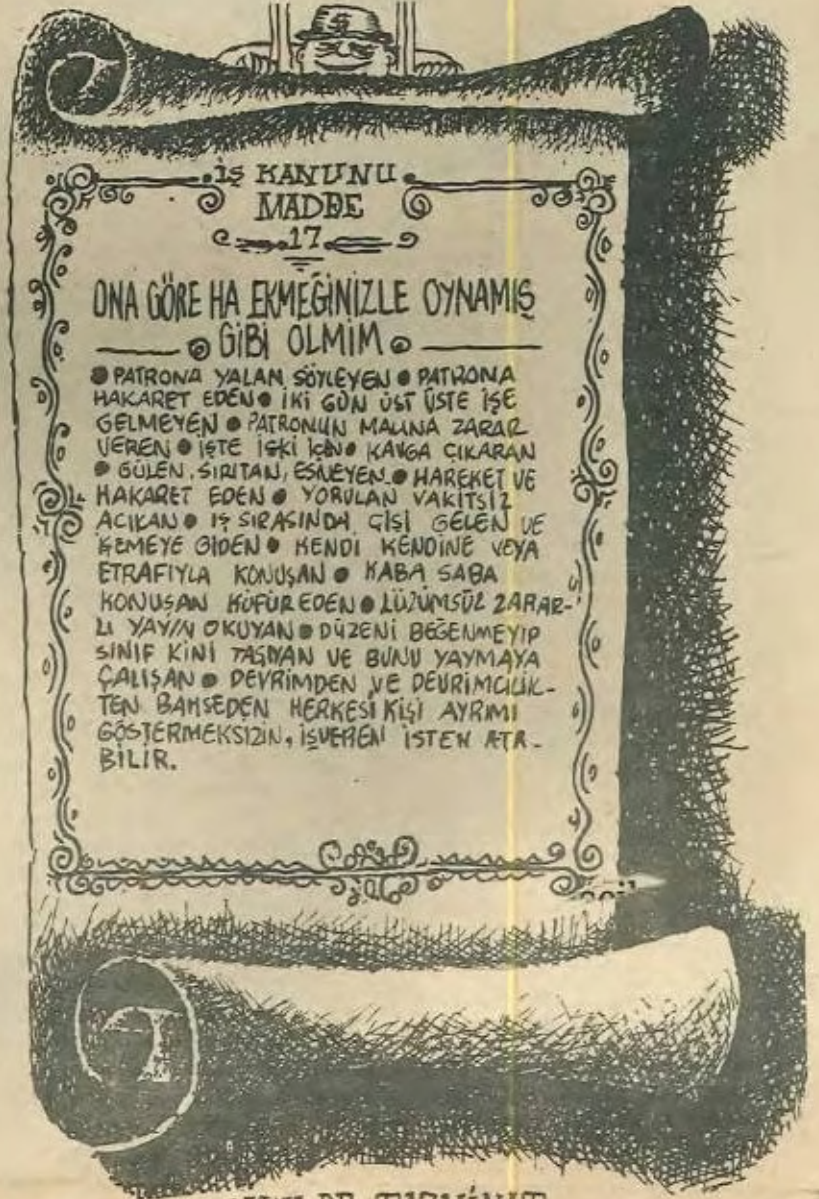 İŞ KANUNU
MADDE
17
ONA GÖRE HA EKMEĞİNİZLE OYNAMIŞ
GİBİ OLMİM
● PATRONA YALAN SÖYLEYEN ● PATRONA
HAKARET EDEN ● İKİ GÜN ÜST ÜSTE İŞE
GELMEYEN ● PATRONUN MALINA ZARAR
VEREN ● İŞTE İÇKİ İÇEN ● KAVGA ÇIKARAN
● GÜLEN, SIRITAN, ESNEYEN ● HAREKET VE
HAKARET EDEN ● YORULAN VAKİTSİZ
ACIKAN ● İŞ SIRASINDA ÇİŞİ GELEN VE
İŞEMEYE GİDEN ● KENDİ KENDİNE VEYA
ETRAFIYLA KONUŞAN ● KABA SABA
KONUŞAN KÜFÜR EDEN ● LÜZUMSUZ ZARAR-
LI YAYIN OKUYAN ● DÜZENİ BEĞENMEYİP
SINIF KİNİ TAŞIYAN VE BUNU YAYMAYA
ÇALIŞAN ● DEVRİMDEN VE DEVRİMCİLİK-
TEN BAHSEDEN HERKESİ KİŞİ AYRIMI
GÖSTERMEKSİZİN, İŞVEREN İŞTEN ATA-
BİLİR.